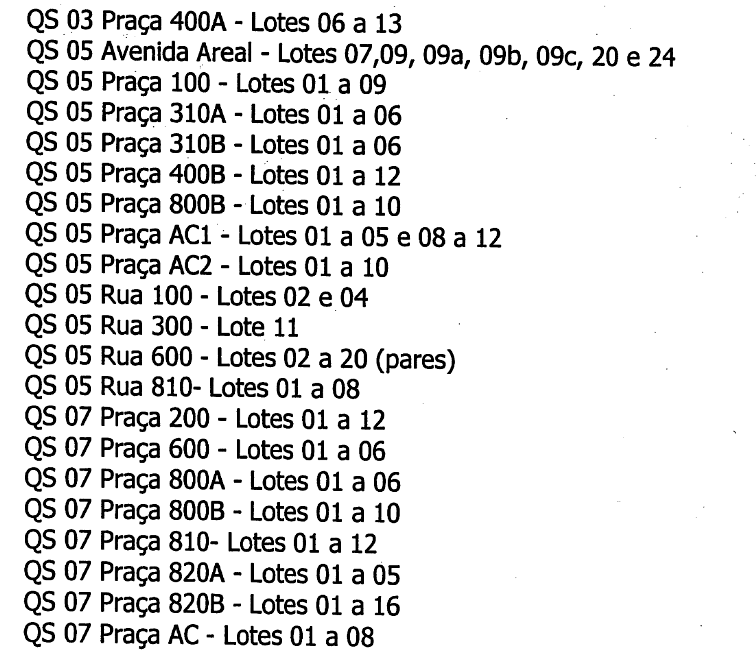 QS 03 Praça 400A - Lotes 06 a 13
QS 05 Avenida Areal - Lotes 07,09, 09a, 09b, 09c, 20 e 24
QS 05 Praça 100 - Lotes 01 a 09
QS 05 Praça 310A - Lotes 01 a 06
QS 05 Praça 310B - Lotes 01 a 06
QS 05 Praça 400B - Lotes 01 a 12
QS 05 Praça 800B - Lotes 01 a 10
QS 05 Praça AC1 - Lotes 01 a 05 e 08 a 12
QS 05 Praça AC2 - Lotes 01 a 10
QS 05 Rua 100 - Lotes 02 e 04
QS 05 Rua 300 - Lote 11
QS 05 Rua 600 - Lotes 02 a 20 (pares)
QS 05 Rua 810- Lotes 01 a 08
QS 07 Praça 200 - Lotes 01 a 12
QS 07 Praça 600 - Lotes 01 a 06
QS 07 Praça 800A - Lotes 01 a 06
QS 07 Praça 800B - Lotes 01 a 10
QS 07 Praça 810- Lotes 01 a 12
QS 07 Praça 820A - Lotes 01 a 05
QS 07 Praça 820B - Lotes 01 a 16
QS 07 Praça AC - Lotes 01 a 08